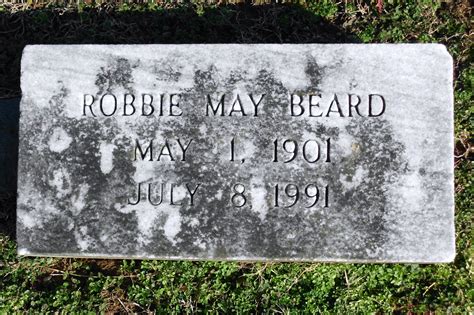 ROBBIE MAY BEARD
MAY 1, 1901
JULY 8, 1991